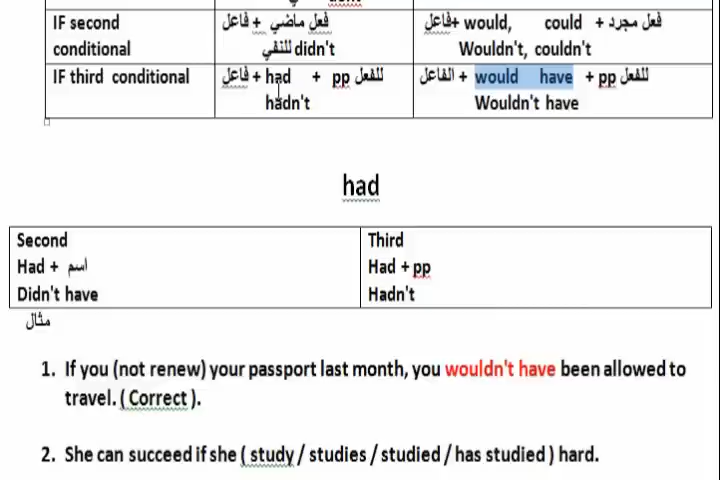 IF second conditional
فاعل + فعل ماضي
didn't للنفي
فاعل+ would, could + فعل مجرد
Wouldn't, couldn't
IF third conditional
فاعل + had + pp للفعل
hadn't
الفاعل + would have + pp للفعل
Wouldn't have
had
Second
Had + اسم
Didn't have
Third
Had + pp
Hadn't
مثال
1. If you (not renew) your passport last month, you wouldn't have been allowed to
travel. ( Correct ).
2. She can succeed if she ( study / studies / studied / has studied ) hard.